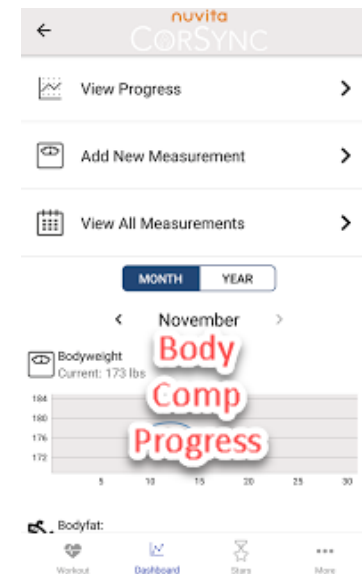 nuvita
CORSYNC
View Progress
Add New Measurement
View All Measurements
MONTH YEAR
November
Body
Bodyweight
Current: 173 lbs
Comp
Progress
184
180
176
172
5 10 15 20 25 30
Bodyfat:
Workout Dashboard Stars More